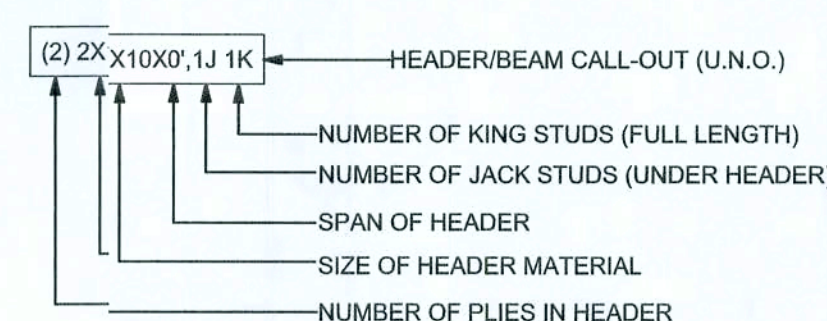 (2) 2X X10X0',1J 1K
HEADER/BEAM CALL-OUT (U.N.O.)
NUMBER OF KING STUDS (FULL LENGTH)
NUMBER OF JACK STUDS (UNDER HEADER)
SPAN OF HEADER
SIZE OF HEADER MATERIAL
NUMBER OF PLIES IN HEADER